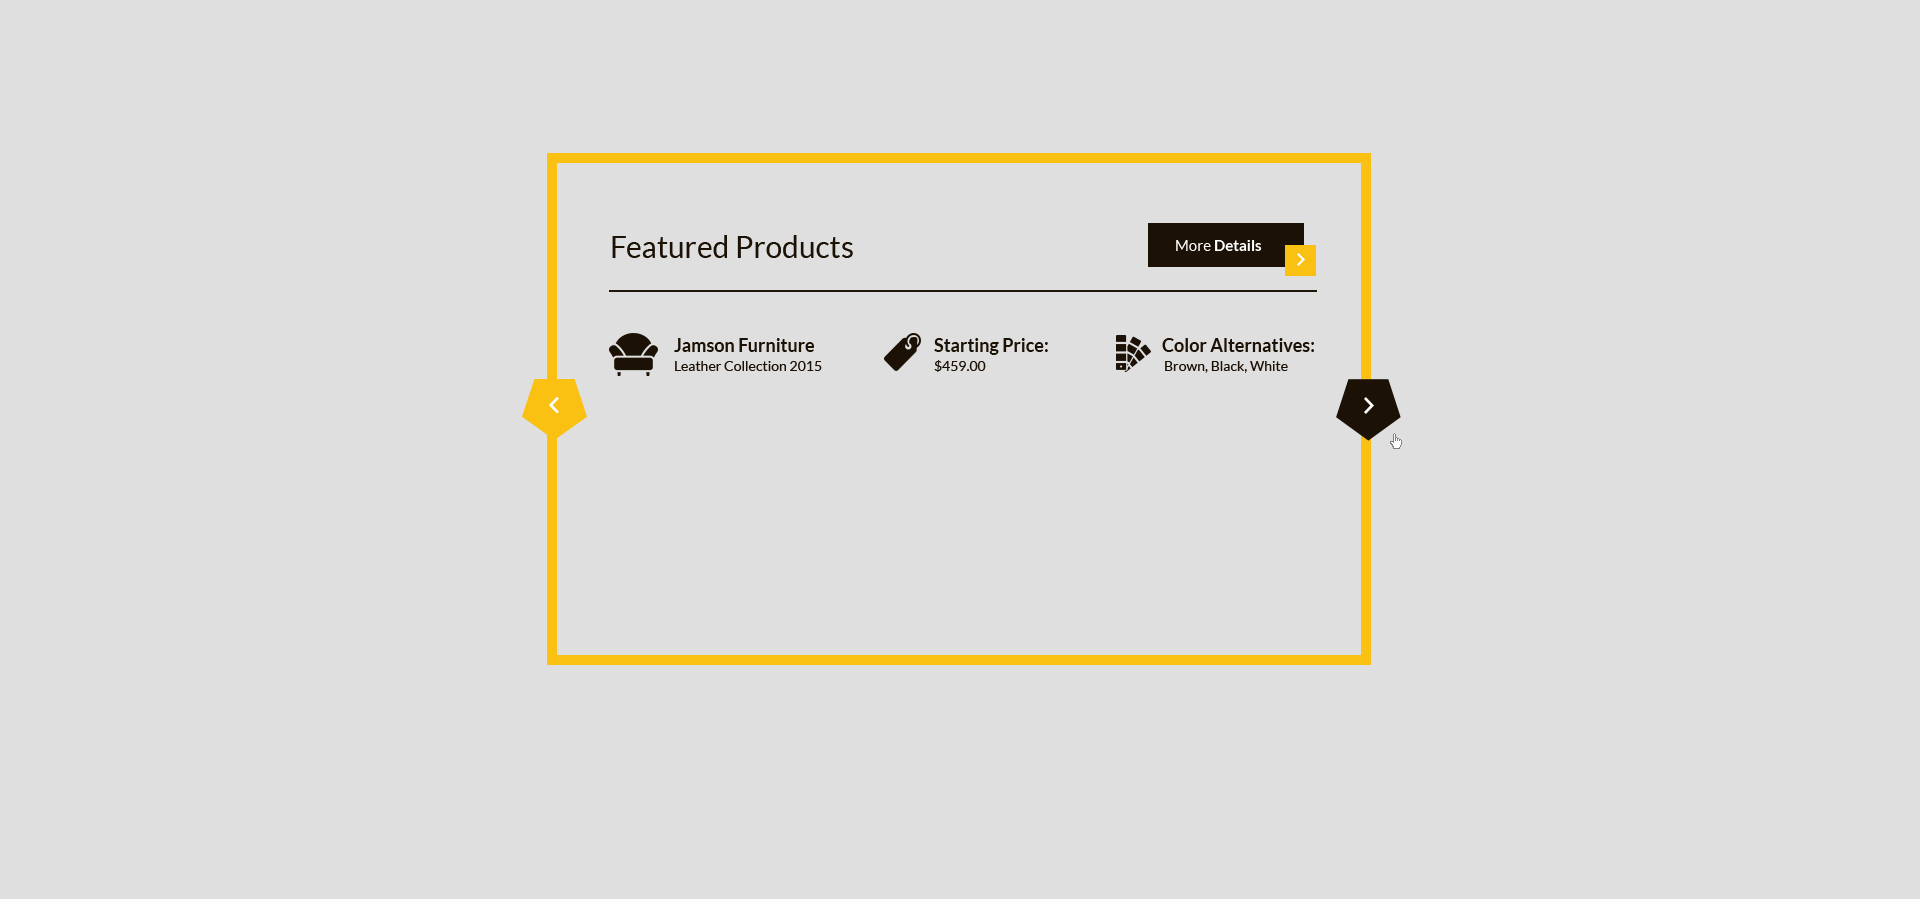 Featured Products
More Details
Jamson Furniture
Leather Collection 2015
Starting Price:
$459.00
Color Alternatives:
Brown, Black, White